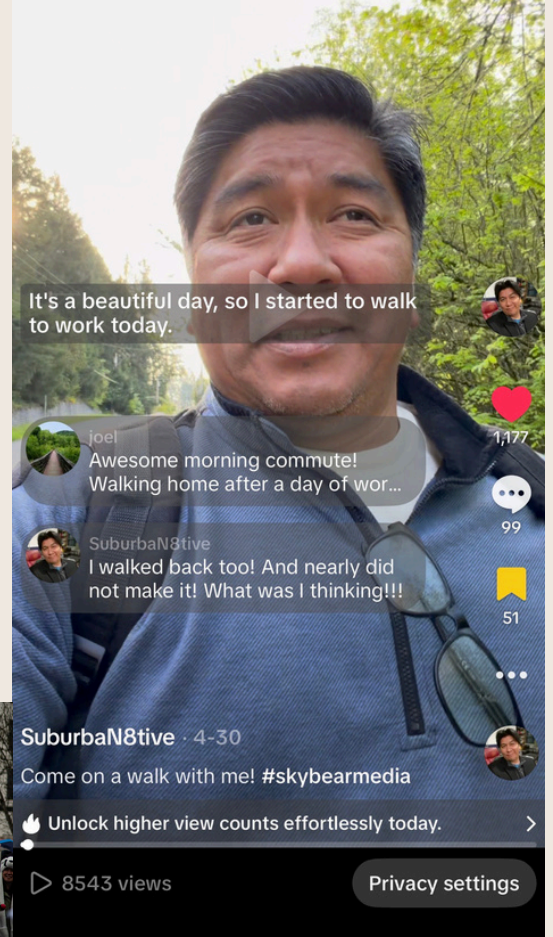 It's a beautiful day, so I started to walk
to work today.
joel
Awesome morning commute!
Walking home after a day of wor...
1,177
SuburbaN8tive
I walked back too! And nearly did
not make it! What was I thinking!!!
99
51
SuburbaN8tive · 4-30
Come on a walk with me! #skybearmedia
Unlock higher view counts effortlessly today.
8543 views
Privacy settings